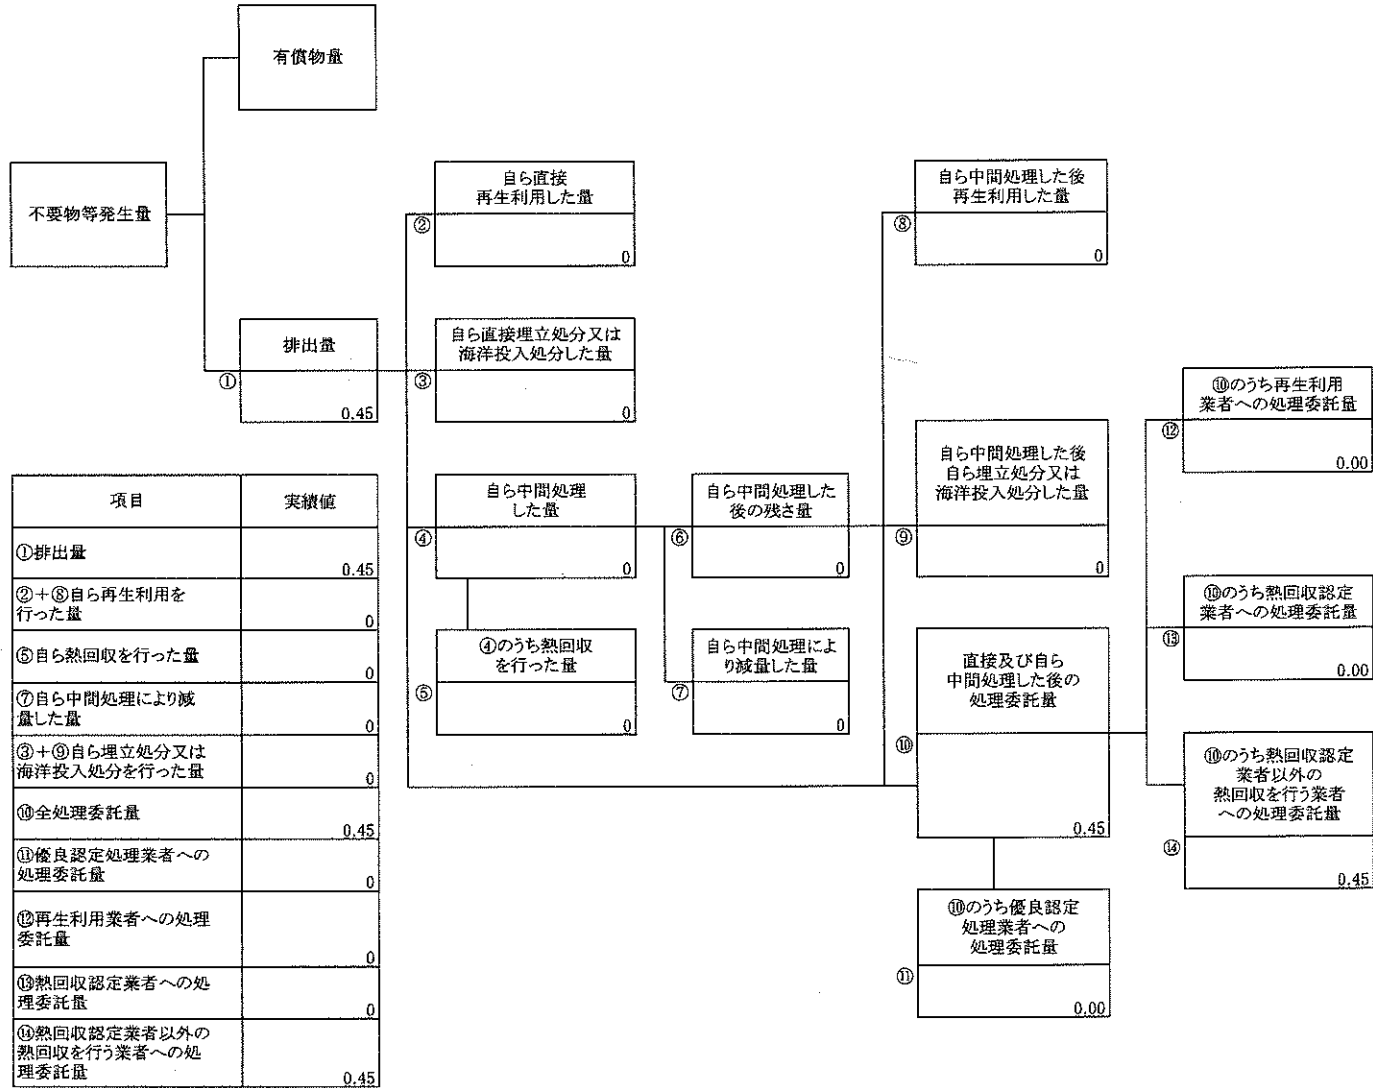 有償物量
不要物等発生量
排出量
①
0.45
自ら直接
再生利用した量
②
0
自ら直接埋立処分又は
海洋投入処分した量
③
0
自ら中間処理
した量
④
0
④のうち熱回収
を行った量
⑤
0
自ら中間処理した
後の残さ量
⑥
0
自ら中間処理によ
り減量した量
⑦
0
自ら中間処理した後
再生利用した量
⑧
0
自ら中間処理した後
自ら埋立処分又は
海洋投入処分した量
⑨
0
直接及び自ら
中間処理した後の
処理委託量
⑩
0.45
⑩のうち優良認定
処理業者への
処理委託量
⑪
0.00
⑩のうち再生利用
業者への処理委託量
⑫
0.00
⑩のうち熱回収認定
業者への処理委託量
⑬
0.00
⑩のうち熱回収認定
業者以外の
熱回収を行う業者
への処理委託量
⑭
0.45
項目 実績値
①排出量
0.45
②+⑧自ら再生利用を
行った量
0
⑤自ら熱回収を行った量
0
⑦自ら中間処理により減
量した量
0
③+⑨自ら埋立処分又は
海洋投入処分を行った量
0
⑩全処理委託量
0.45
⑪優良認定処理業者への
処理委託量
0
⑫再生利用業者への処理
委託量
0
⑬熱回収認定業者への処
理委託量
0
⑭熱回収認定業者以外の
熱回収を行う業者への処
理委託量
0.45